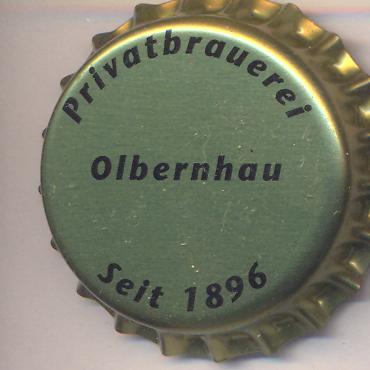 Privatbrauerei
Olbernhau
Seit 1896